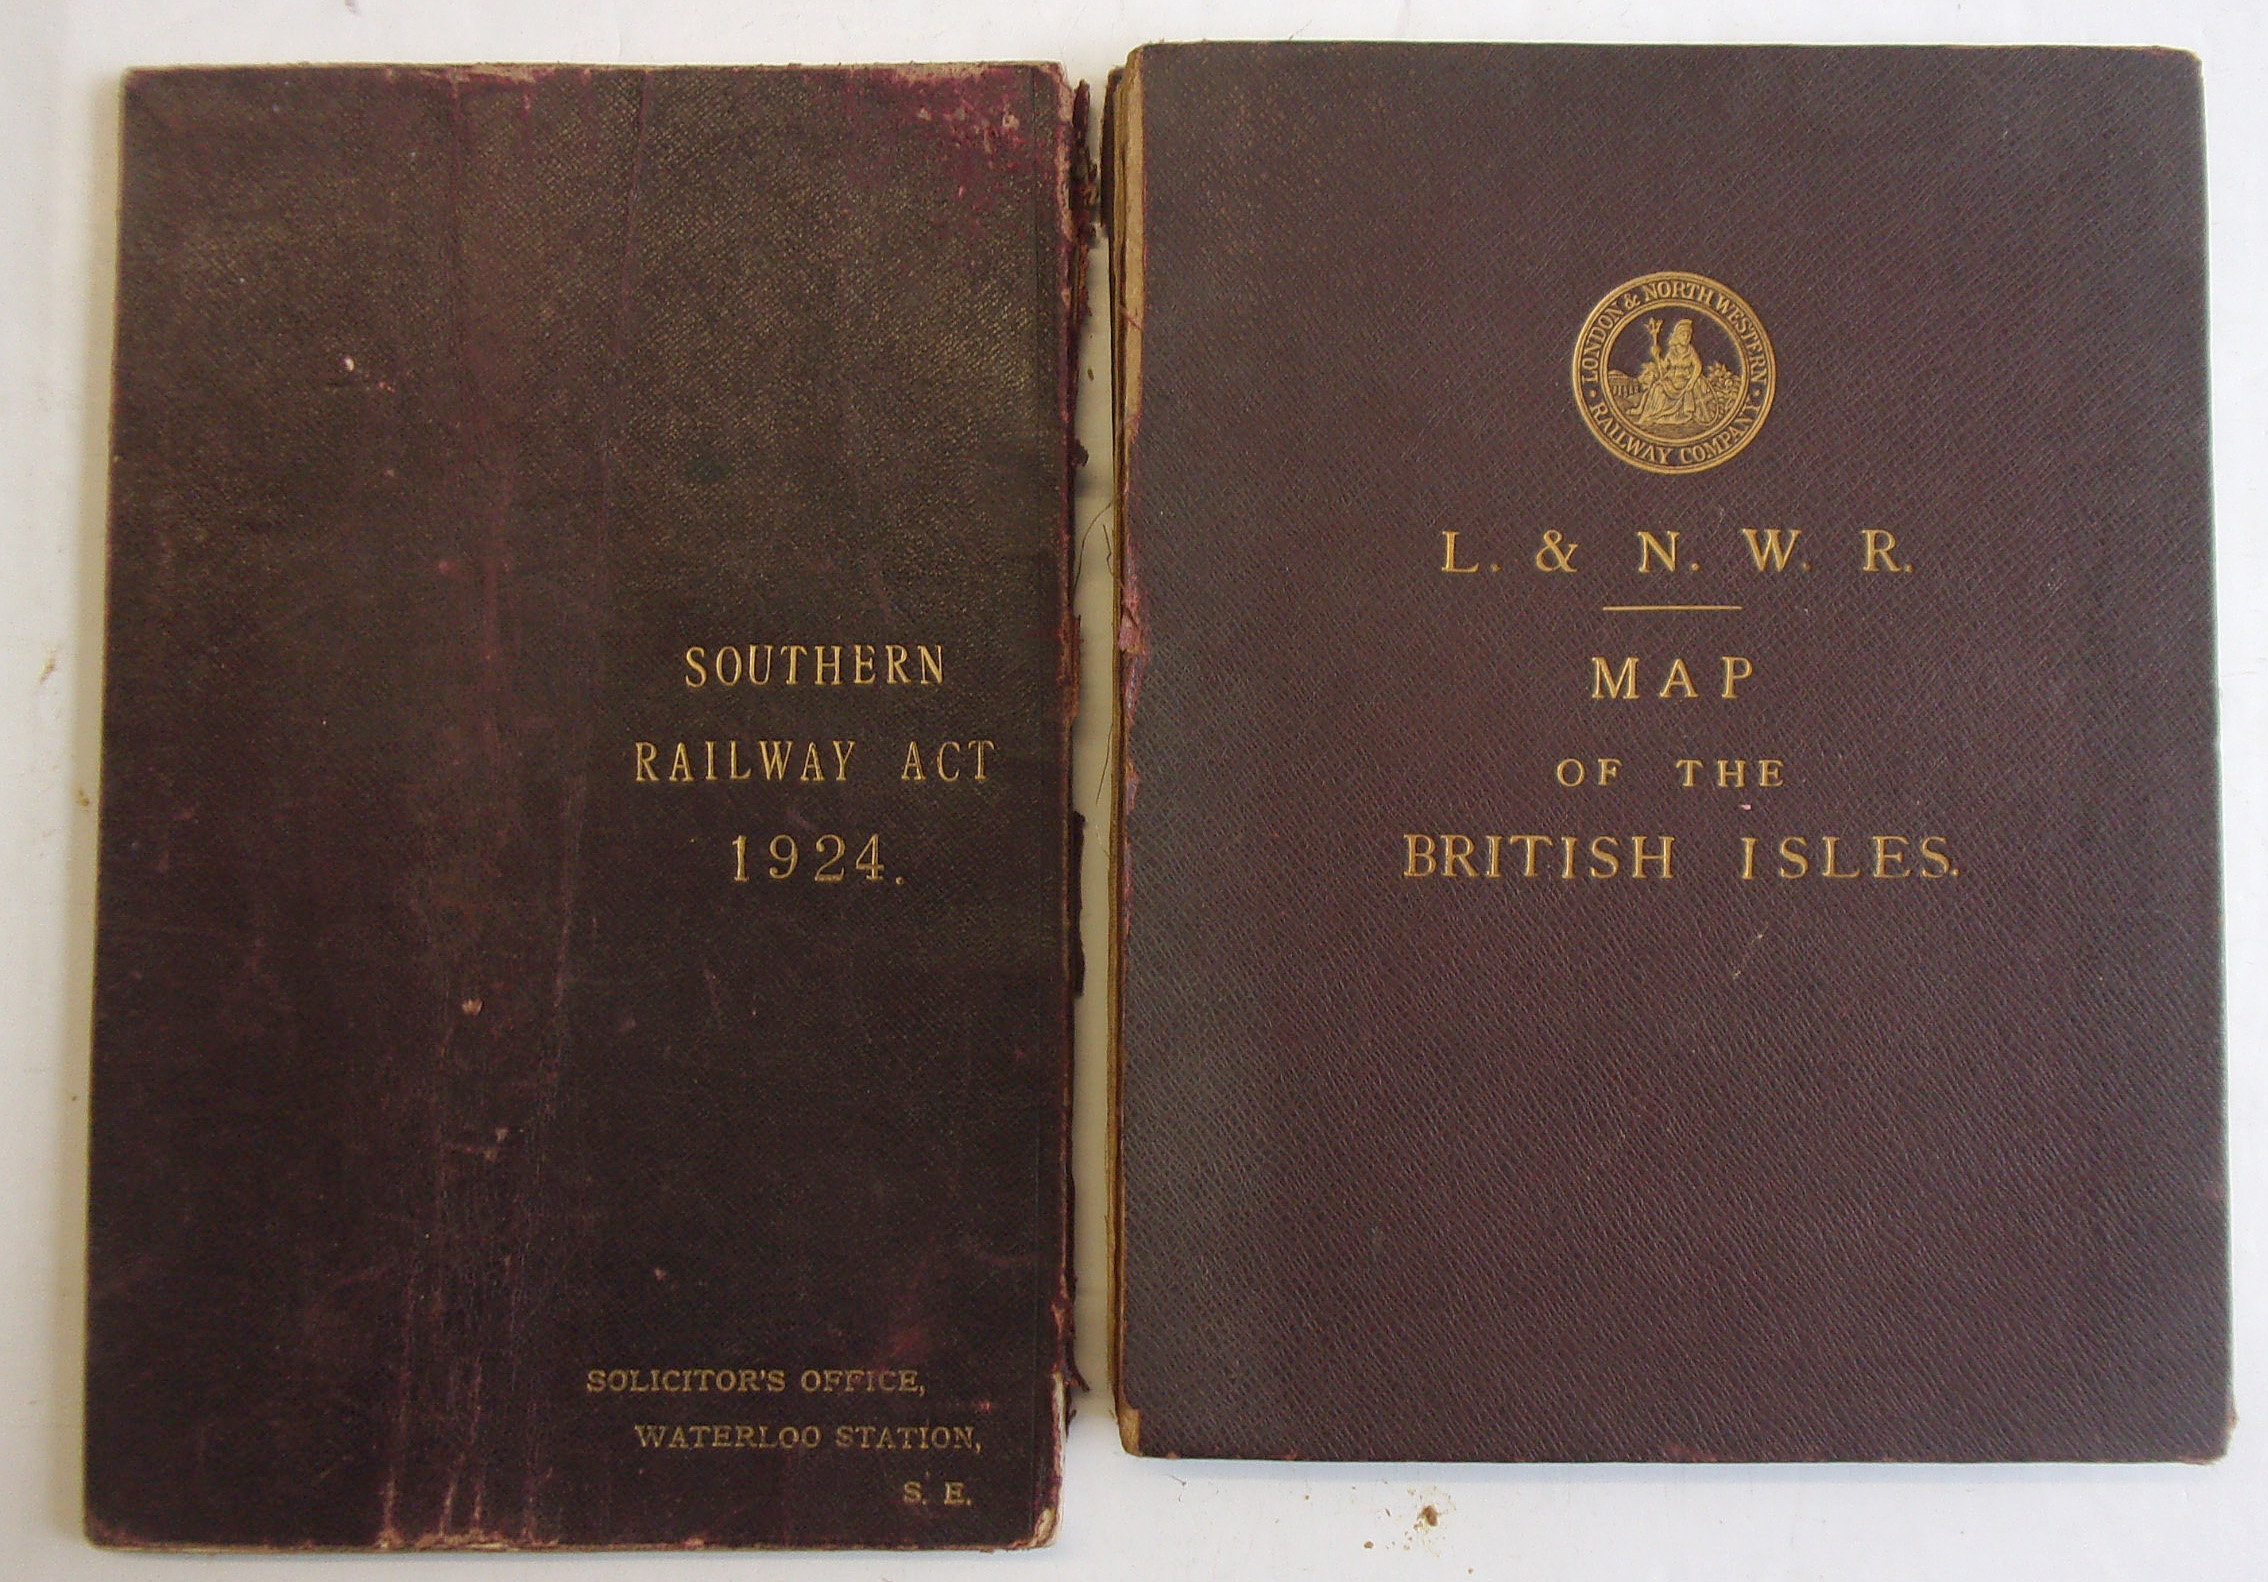 SOUTHERN
RAILWAY ACT
1924.
SOLICITOR'S OFFICE,
WATERLOO STATION,
S. E.
· LONDON & NORTH WESTERN ·
RAILWAY COMPANY
L. & N. W. R.
MAP
OF THE
BRITISH ISLES.